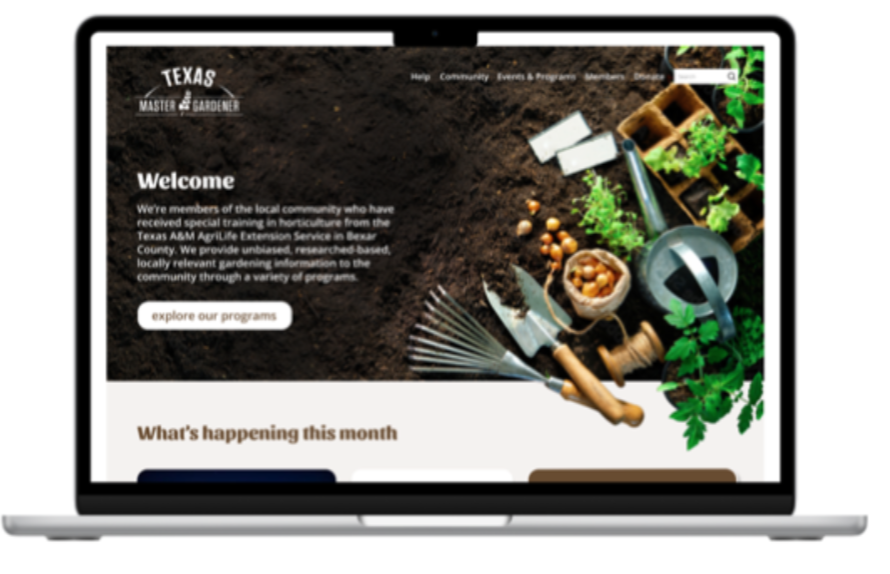 TEXAS
MASTER GARDENER
Help Community Events & Programs Members Donate
Welcome
We're members of the local community who have
received special training in horticulture from the
Texas A&M AgriLife Extension Service in Bexar
County. We provide unbiased, researched-based,
locally relevant gardening information to the
community through a variety of programs.
explore our programs
What's happening this month